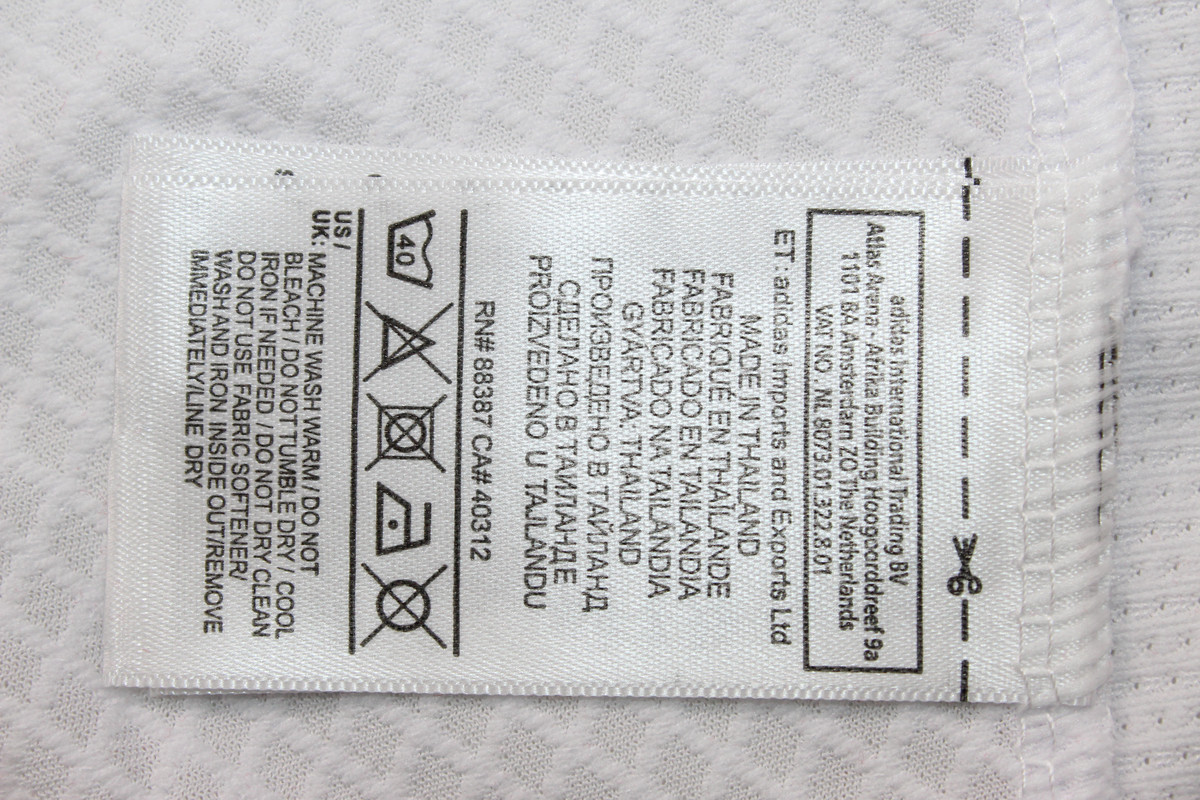 adidas International Trading BV
Atlas Arena - Afrika Building Hoogoorddreef 9a
1101 BA Amsterdam ZO The Netherlands
VAT NO . NL 8073.01.322.B.01
ET : adidas Imports and Exports Ltd
MADE IN THAILAND
FABRIQUÉ EN THAÏLANDE
FABRICADO EN TAILANDIA
FABRICADO NA TAILANDIA
GYÁRTVA: THAILAND
ПРОИЗВЕДЕНО В ТАЙЛАНД
СДЕЛАНО В ТАИЛАНДЕ
PROIZVEDENO U TAJLANDU
RN# 88387 CA# 40312
40
US /
UK: MACHINE WASH WARM / DO NOT
BLEACH / DO NOT TUMBLE DRY / COOL
IRON IF NEEDED / DO NOT DRY CLEAN
DO NOT USE FABRIC SOFTENER/
WASH AND IRON INSIDE OUT/REMOVE
IMMEDIATELY/LINE DRY